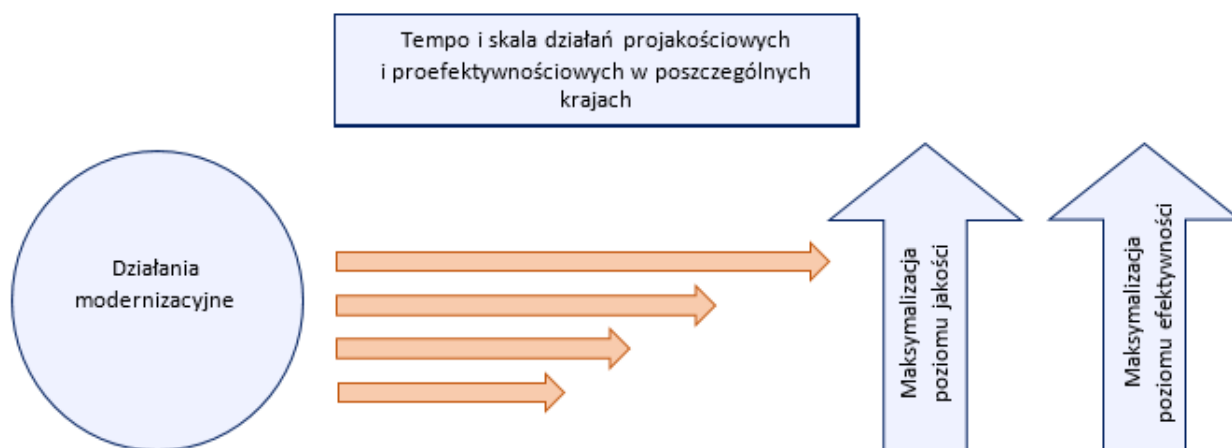 Tempo i skala działań projakościowych
i proefektywnościowych w poszczególnych
krajach
Działania
modernizacyjne
Maksymalizacja
poziomu jakości
Maksymalizacja
poziomu efektywności